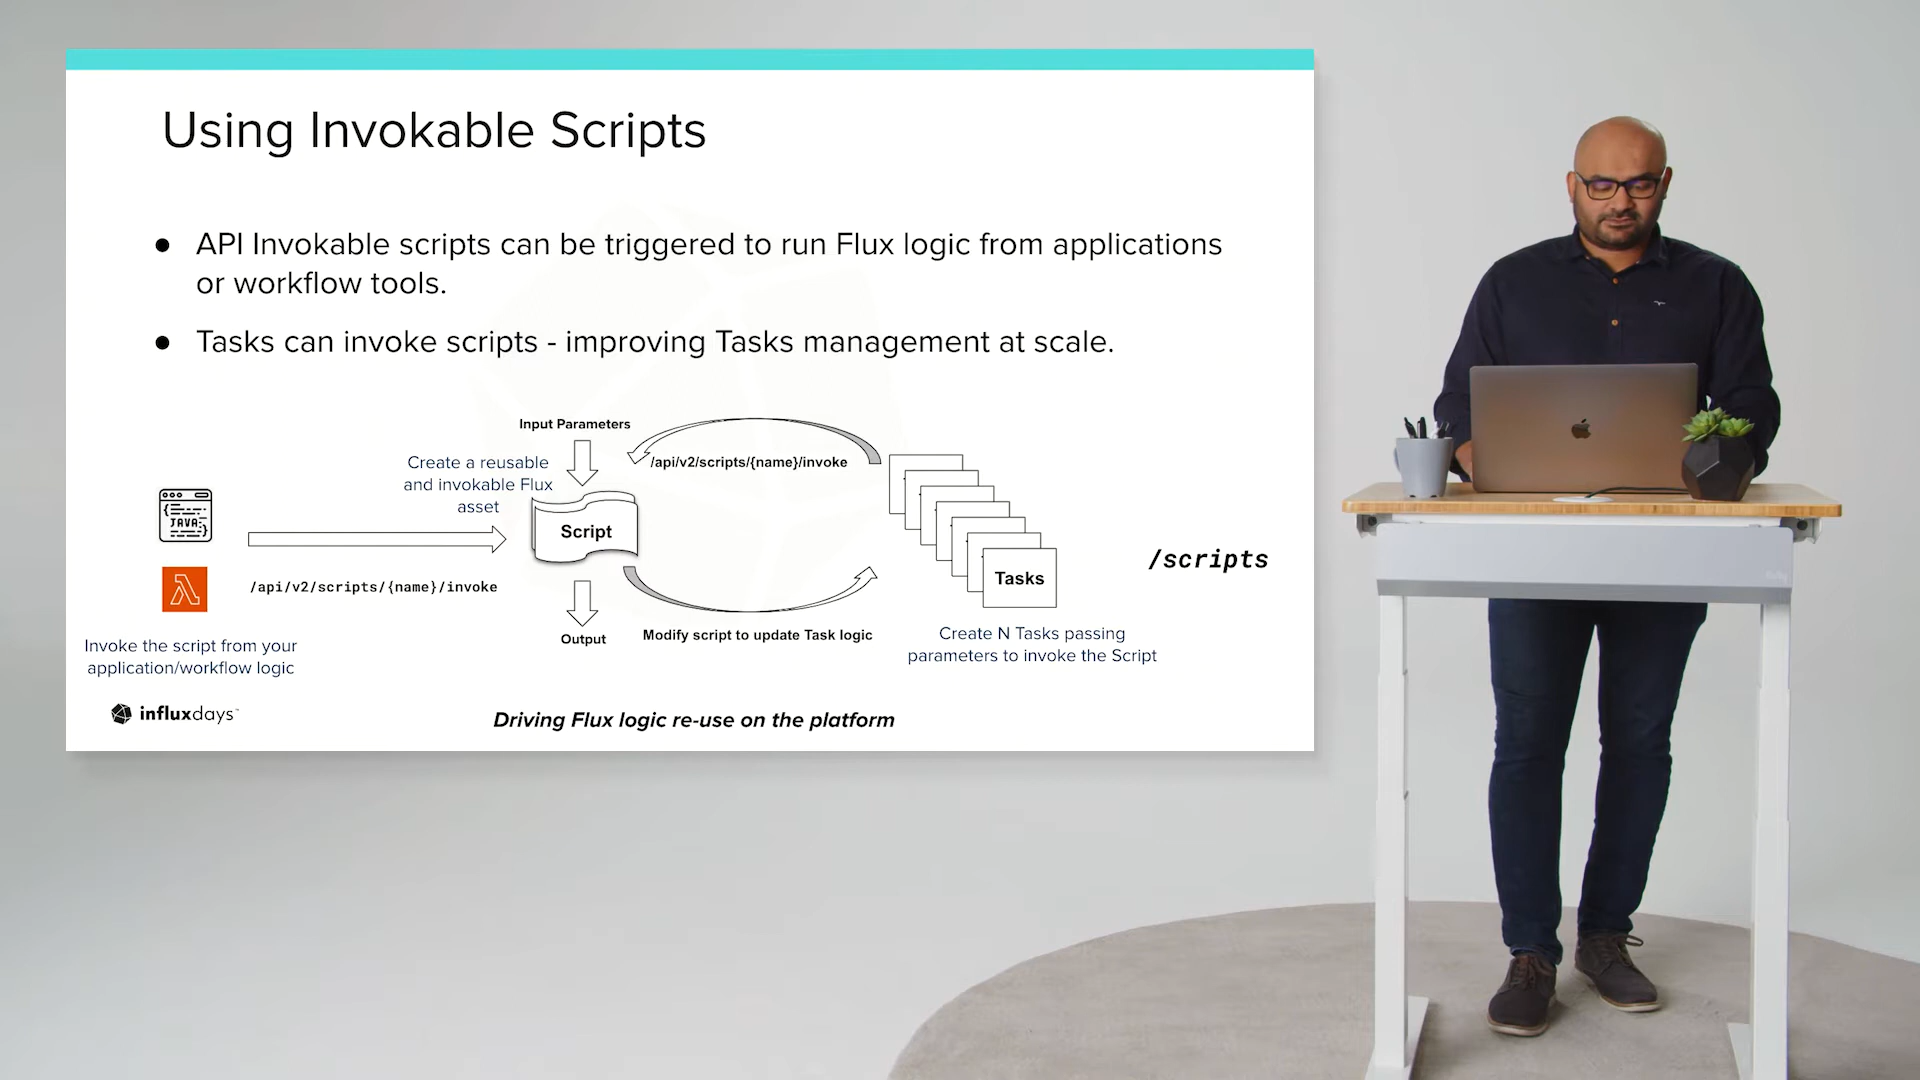 Using Invokable Scripts
● API Invokable scripts can be triggered to run Flux logic from applications
or workflow tools.
● Tasks can invoke scripts - improving Tasks management at scale.
Input Parameters
/api/v2/scripts/{name}/invoke
Create a reusable
and invokable Flux
asset
JAVA
Script
/api/v2/scripts/{name}/invoke
Output
Modify script to update Task logic
Tasks
/scripts
Create N Tasks passing
parameters to invoke the Script
Invoke the script from your
application/workflow logic
influxdays™
Driving Flux logic re-use on the platform